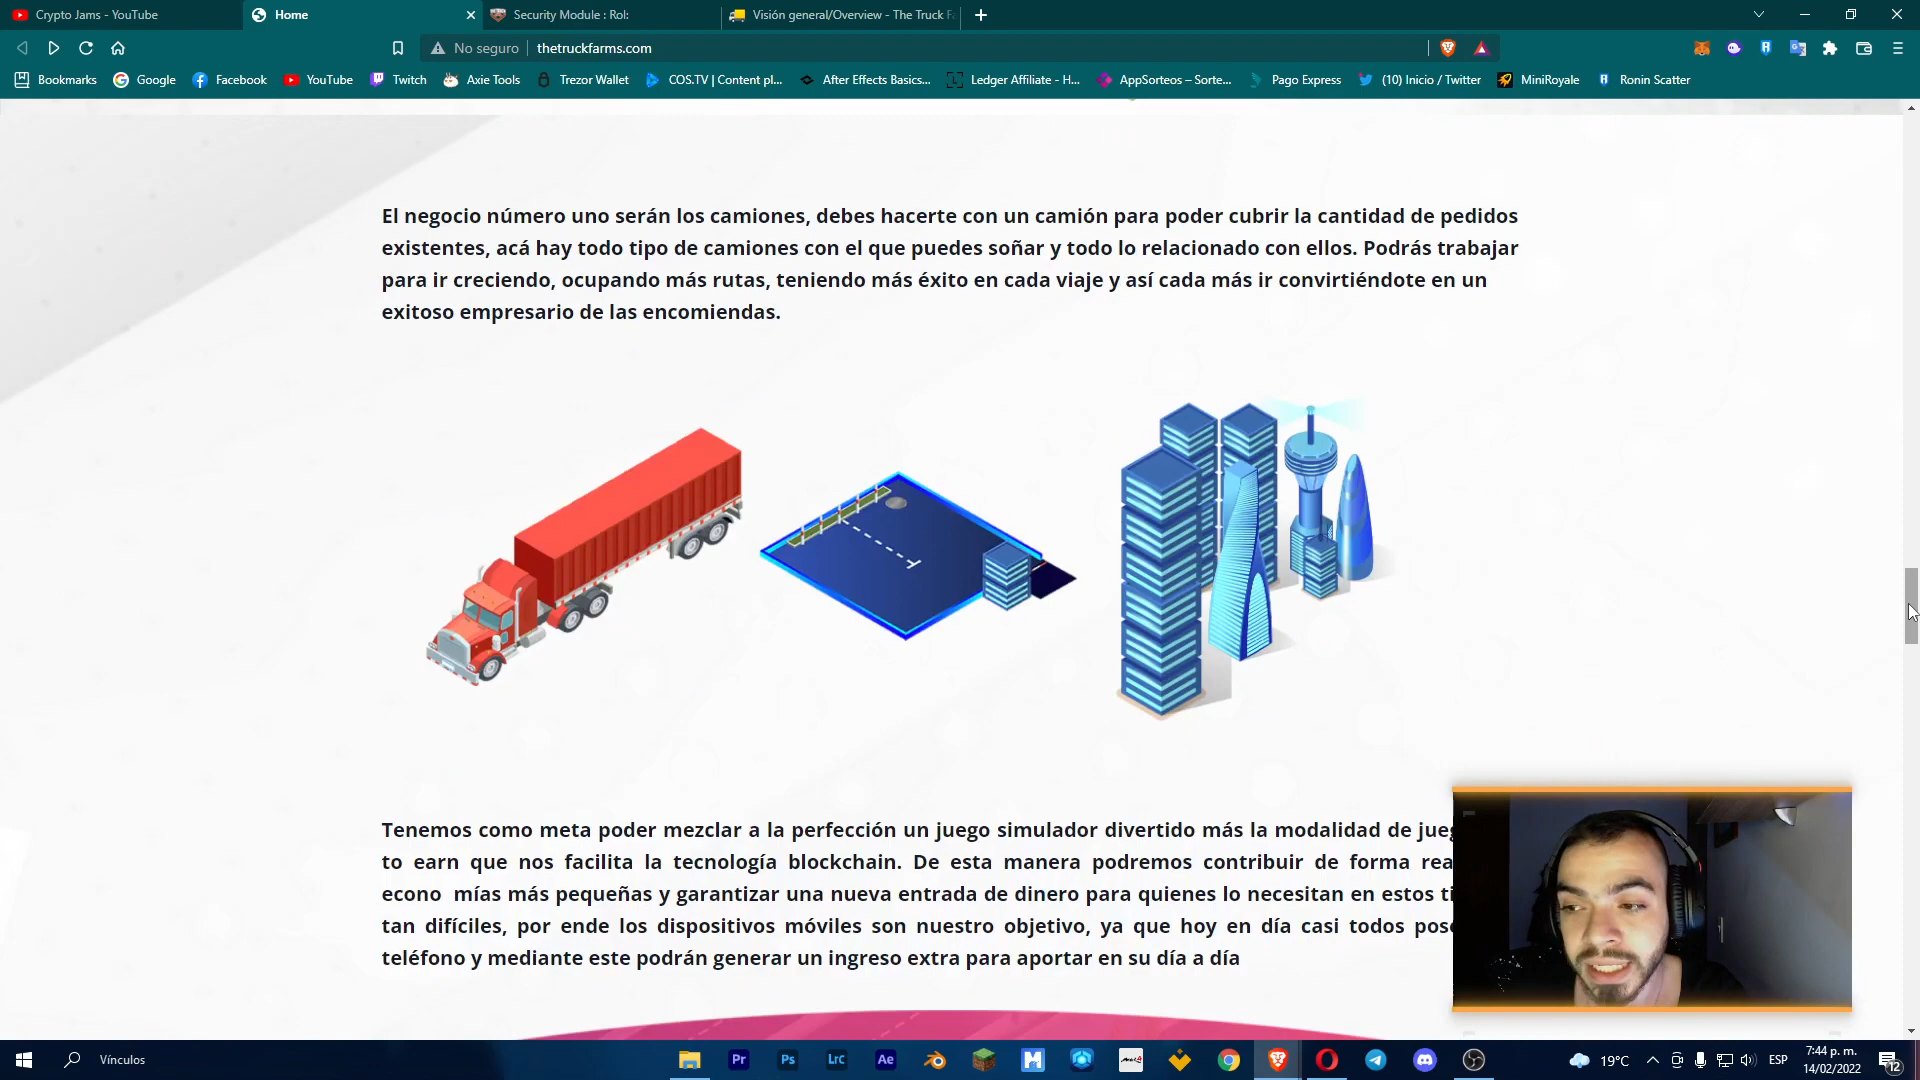 Crypto Jams - YouTube
Home
Security Module : Rol:
Visión general/Overview - The Truck F
No seguro
thetruckfarms.com
Bookmarks
Google
Facebook
YouTube
Twitch
Axie Tools
Trezor Wallet
COS.TV | Content pl...
After Effects Basics...
Ledger Affiliate - H...
AppSorteos – Sorte...
Pago Express
(10) Inicio / Twitter
MiniRoyale
Ronin Scatter
El negocio número uno serán los camiones, debes hacerte con un camión para poder cubrir la cantidad de pedidos
existentes, acá hay todo tipo de camiones con el que puedes soñar y todo lo relacionado con ellos. Podrás trabajar
para ir creciendo, ocupando más rutas, teniendo más éxito en cada viaje y así cada más ir convirtiéndote en un
exitoso empresario de las encomiendas.
Tenemos como meta poder mezclar a la perfección un juego simulador divertido más la modalidad de jueg
to earn que nos facilita la tecnología blockchain. De esta manera podremos contribuir de forma rea
econo mías más pequeñas y garantizar una nueva entrada de dinero para quienes lo necesitan en estos ti
tan difíciles, por ende los dispositivos móviles son nuestro objetivo, ya que hoy en día casi todos pos
teléfono y mediante este podrán generar un ingreso extra para aportar en su día a día
Vínculos
Pr
Ps
LrC
Ae
19°C
ESP
7:44 p. m.
14/02/2022
12